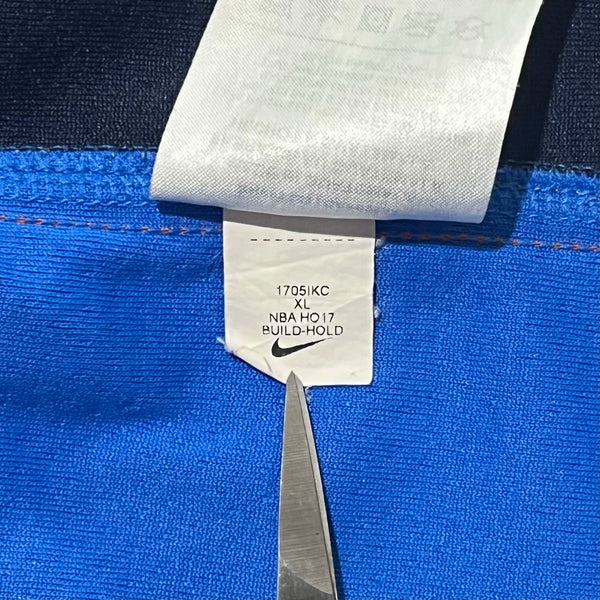 1705IKC
XL
NBA HO17
BUILD-HOLD